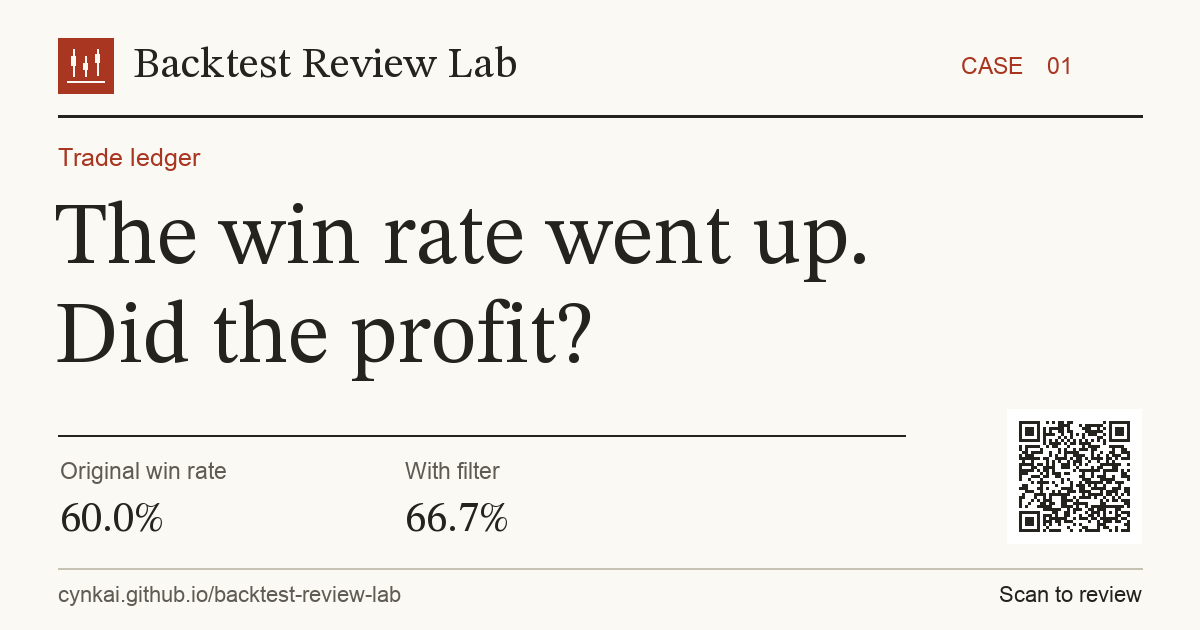 Backtest Review Lab
CASE 01
Trade ledger
The win rate went up.
Did the profit?
Original win rate
With filter
60.0%
66.7%
cynkai.github.io/backtest-review-lab
Scan to review